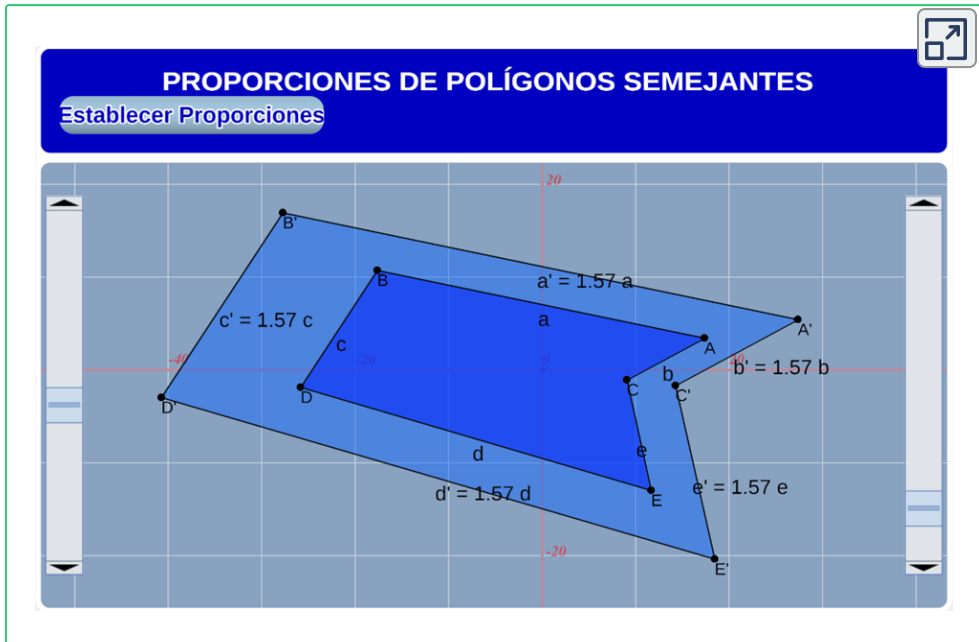 PROPORCIONES DE POLÍGONOS SEMEJANTES
Establecer Proporciones
20
B'
B
a' = 1.57 a
a
c' = 1.57 c
c
A'
A
-40
-20
0
20
b' = 1.57 b
b
C
C'
D
D'
d
e
d' = 1.57 d
e' = 1.57 e
E
-20
E'